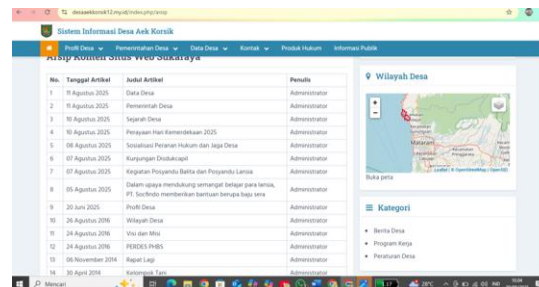 desaaekkorsik12.my.id/index.php/arsip
Sistem Informasi Desa Aek Korsik
Profil Desa Pemerintahan Desa Data Desa Kontak Produk Hukum Informasi Publik
Arsip Konten Situs Web Sukaraya
No. Tanggal Artikel Judul Artikel Penulis
1 11 Agustus 2025 Data Desa Administrator
2 11 Agustus 2025 Pemerintah Desa Administrator
3 10 Agustus 2025 Sejarah Desa Administrator
4 10 Agustus 2025 Perayaan Hari Kemerdekaan 2025 Administrator
5 08 Agustus 2025 Sosialisasi Peranan Hukum dan Jaga Desa Administrator
6 07 Agustus 2025 Kunjungan Disdukcapil Administrator
7 07 Agustus 2025 Kegiatan Posyandu Balita dan Posyandu Lansia Administrator
8 05 Agustus 2025 Dalam upaya mendukung semangat belajar para lansia, PT. Socfindo memberikan bantuan berupa baju sera Administrator
9 20 Juni 2025 Profil Desa Administrator
10 26 Agustus 2016 Wilayah Desa Administrator
11 24 Agustus 2016 Visi dan Misi Administrator
12 24 Agustus 2016 PERDES PHBS Administrator
13 06 November 2014 Rapat Lagi Administrator
14 30 April 2014 Kelompok Tani Administrator
Wilayah Desa
+
-
Mataram
Leaflet | © OpenStreetMap | OpenSID
Buka peta
Kategori
Berita Desa
Program Kerja
Peraturan Desa
Mencari
28°C
IND